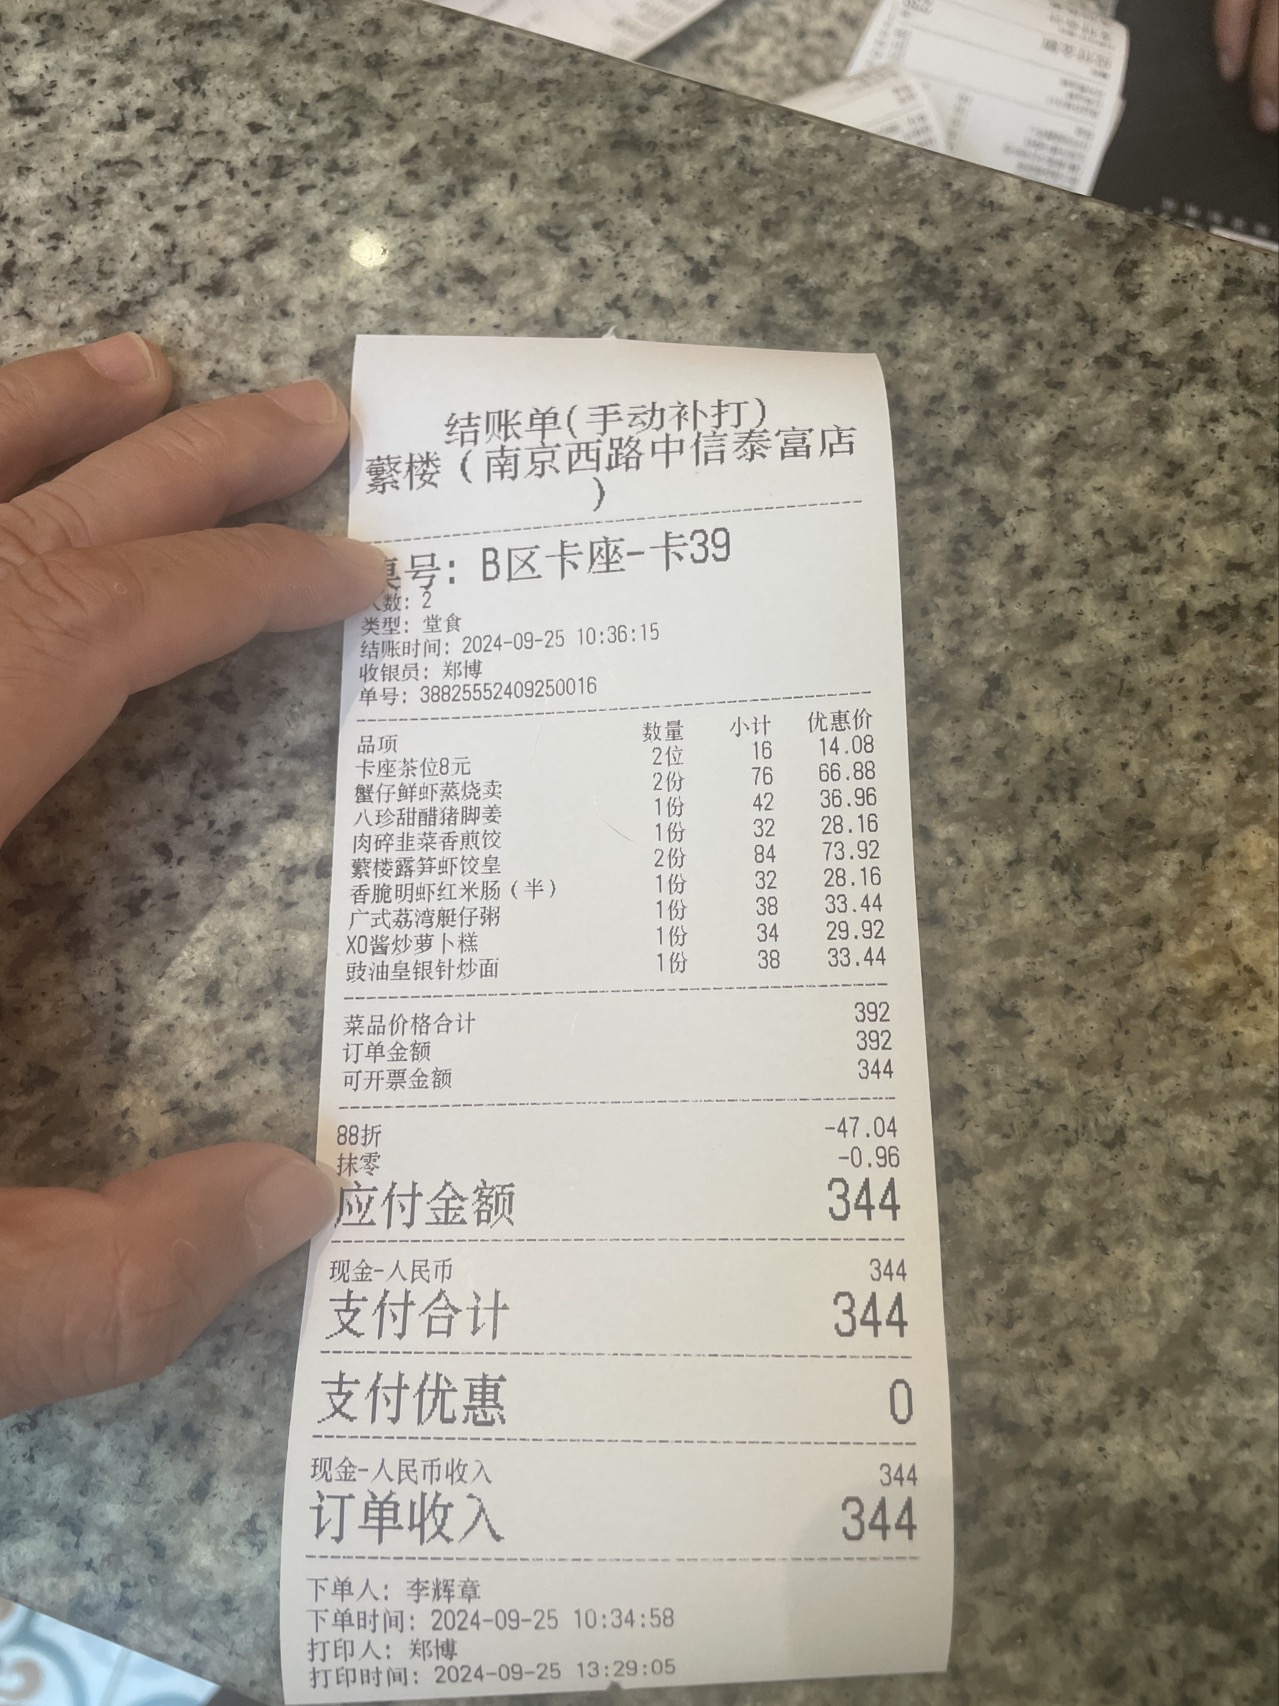 结账单(手动补打)
蘩楼（南京西路中信泰富店
）
桌号: B区卡座-卡39
人数: 2
类型: 堂食
结账时间: 2024-09-25 10:36:15
收银员: 郑博
单号: 38825552409250016
品项 数量 小计 优惠价
卡座茶位8元 2位 16 14.08
蟹仔鲜虾蒸烧卖 2份 76 66.88
八珍甜醋猪脚姜 1份 42 36.96
肉碎韭菜香煎饺 1份 32 28.16
蘩楼露笋虾饺皇 2份 84 73.92
香脆明虾红米肠（半） 1份 32 28.16
广式荔湾艇仔粥 1份 38 33.44
XO酱炒萝卜糕 1份 34 29.92
豉油皇银针炒面 1份 38 33.44
菜品价格合计 392
订单金额 392
可开票金额 344
88折 -47.04
抹零 -0.96
应付金额 344
现金-人民币 344
支付合计 344
支付优惠 0
现金-人民币收入 344
订单收入 344
下单人: 李辉章
下单时间: 2024-09-25 10:34:58
打印人: 郑博
打印时间: 2024-09-25 13:29:05